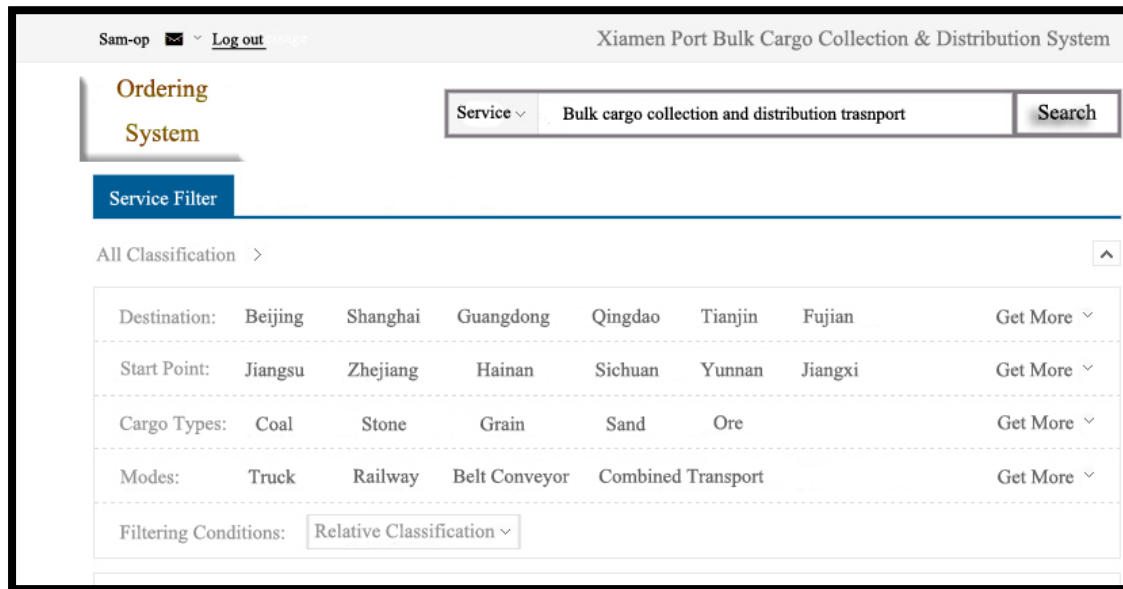 Sam-op Log out Xiamen Port Bulk Cargo Collection & Distribution System
Ordering
System
Service Bulk cargo collection and distribution trasnport Search
Service Filter
All Classification >
Destination: Beijing Shanghai Guangdong Qingdao Tianjin Fujian Get More
Start Point: Jiangsu Zhejiang Hainan Sichuan Yunnan Jiangxi Get More
Cargo Types: Coal Stone Grain Sand Ore Get More
Modes: Truck Railway Belt Conveyor Combined Transport Get More
Filtering Conditions: Relative Classification